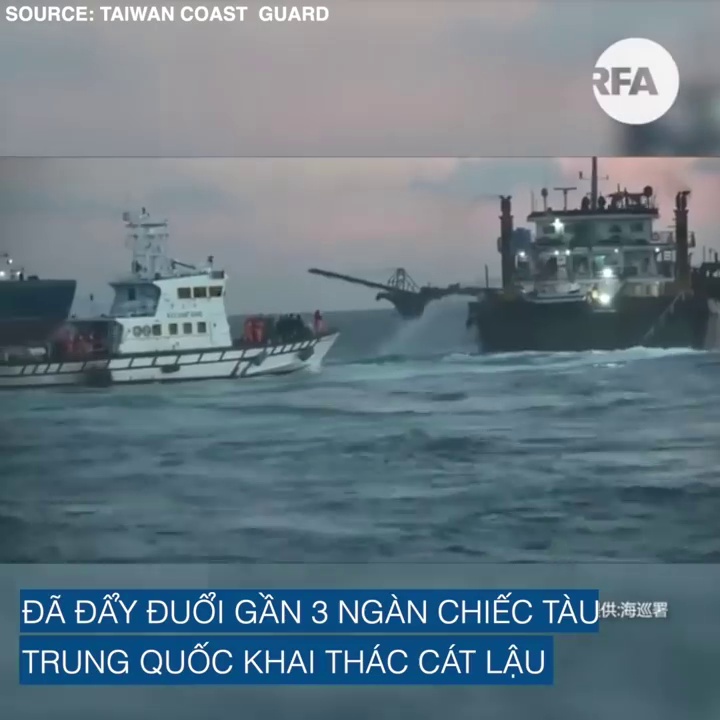 SOURCE: TAIWAN COAST GUARD
RFA
ĐÃ ĐẨY ĐUỔI GẦN 3 NGÀN CHIẾC TÀU
供:海巡署
TRUNG QUỐC KHAI THÁC CÁT LẬU